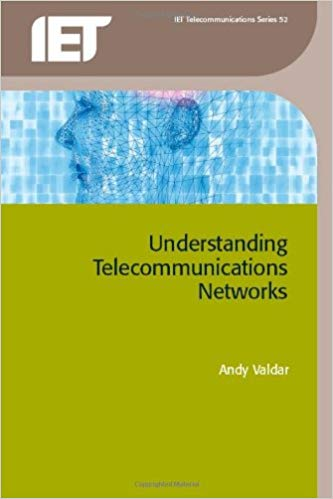 IET
IET Telecommunications Series 52
Understanding
Telecommunications
Networks
Andy Valdar